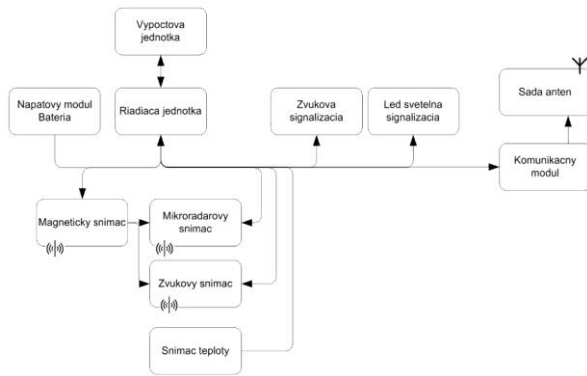 Vypoctova
jednotka
Napatovy modul
Bateria
Riadiaca jednotka
Zvukova
signalizacia
Led svetelna
signalizacia
Sada anten
Komunikacny
modul
Magneticky snimac
Mikroradarovy
snimac
Zvukovy snimac
Snimac teploty